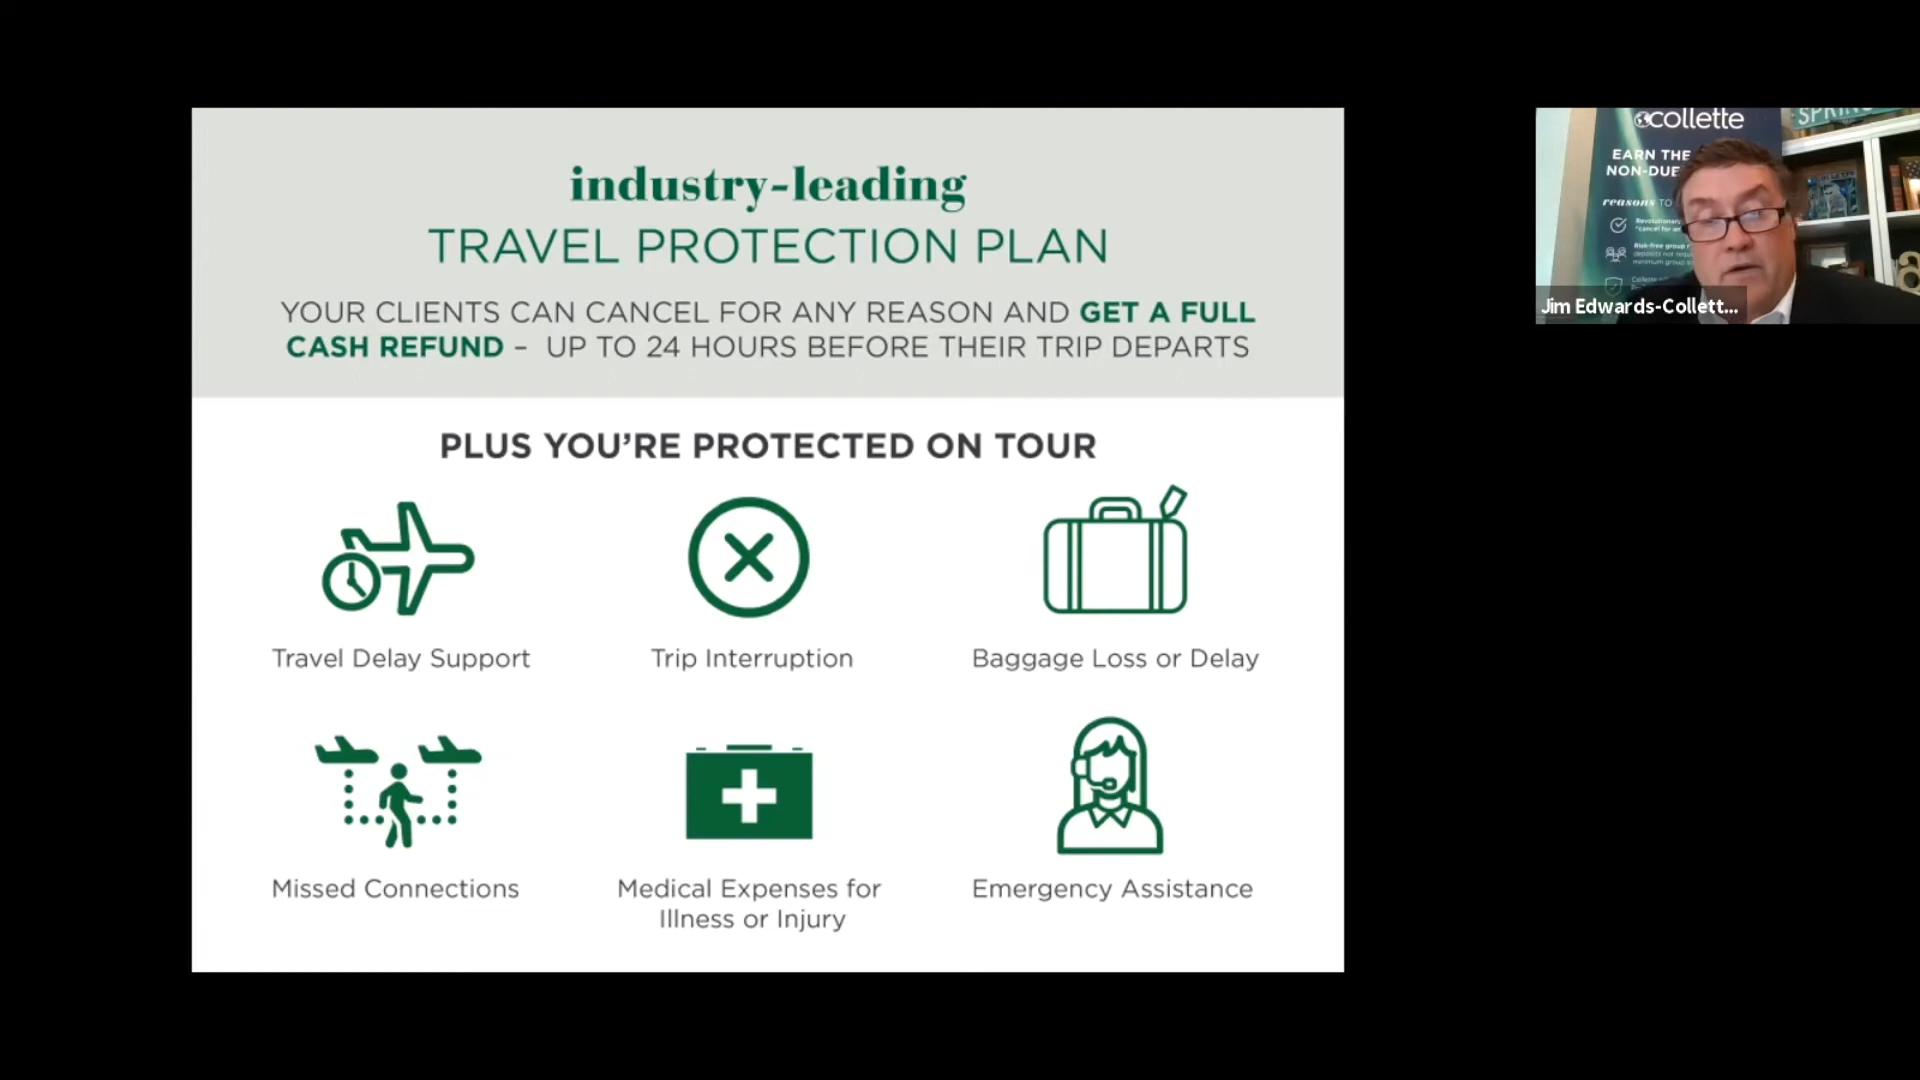 industry-leading
TRAVEL PROTECTION PLAN
YOUR CLIENTS CAN CANCEL FOR ANY REASON AND GET A FULL
CASH REFUND – UP TO 24 HOURS BEFORE THEIR TRIP DEPARTS
PLUS YOU'RE PROTECTED ON TOUR
Travel Delay Support
Trip Interruption
Baggage Loss or Delay
Missed Connections
Medical Expenses for
Illness or Injury
Emergency Assistance
collette
EARN THE
NON-DUE
reasons TO
Jim Edwards-Collett...